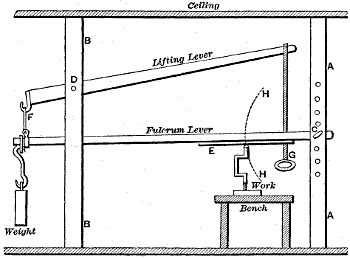 Ceiling
B
Lifting Lever
A
D
H
F
C
Fulcrum Lever
E
G
H
Work
Bench
B
A
Weight